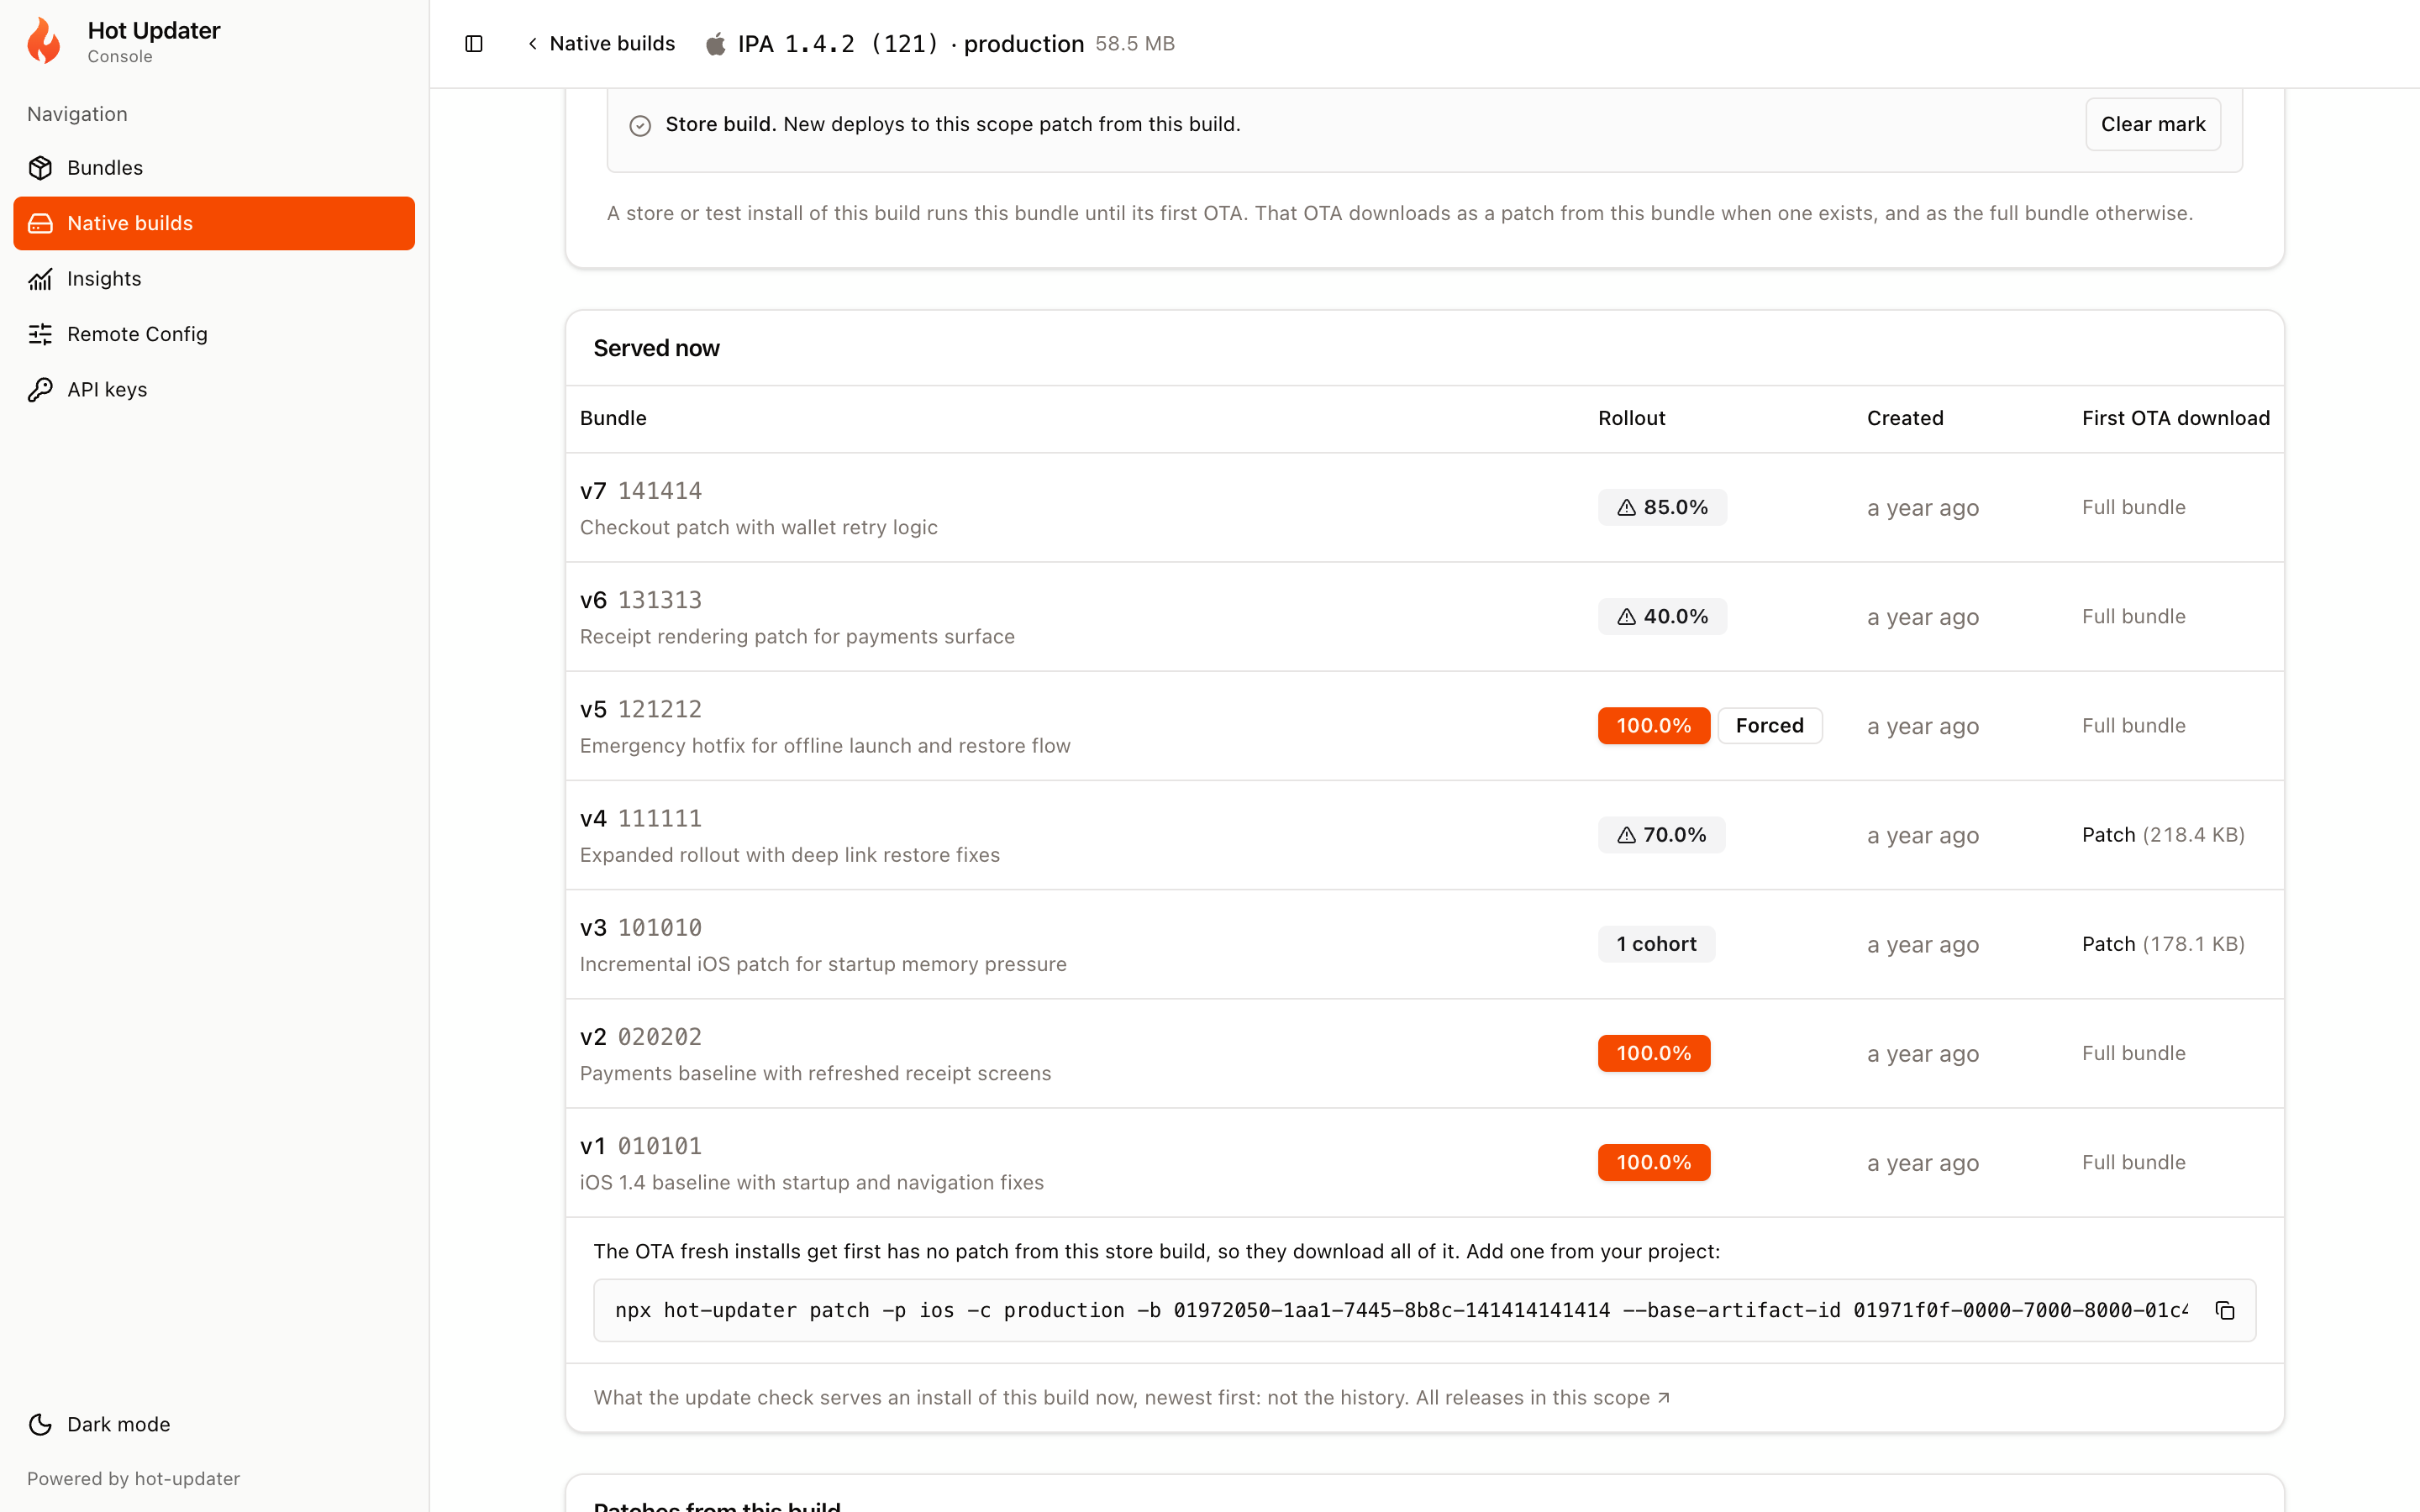 Hot Updater
Console
Navigation
Bundles
Native builds
Insights
Remote Config
API keys
Dark mode
Powered by hot-updater
Native builds
IPA 1.4.2 (121) · production 58.5 MB
Store build. New deploys to this scope patch from this build.
Clear mark
A store or test install of this build runs this bundle until its first OTA. That OTA downloads as a patch from this bundle when one exists, and as the full bundle otherwise.
Served now
Bundle Rollout Created First OTA download
v7 141414
Checkout patch with wallet retry logic
85.0% a year ago Full bundle
v6 131313
Receipt rendering patch for payments surface
40.0% a year ago Full bundle
v5 121212
Emergency hotfix for offline launch and restore flow
100.0% Forced a year ago Full bundle
v4 111111
Expanded rollout with deep link restore fixes
70.0% a year ago Patch (218.4 KB)
v3 101010
Incremental iOS patch for startup memory pressure
1 cohort a year ago Patch (178.1 KB)
v2 020202
Payments baseline with refreshed receipt screens
100.0% a year ago Full bundle
v1 010101
iOS 1.4 baseline with startup and navigation fixes
100.0% a year ago Full bundle
The OTA fresh installs get first has no patch from this store build, so they download all of it. Add one from your project:
npx hot-updater patch -p ios -c production -b 01972050-1aa1-7445-8b8c-141414141414 --base-artifact-id 01971f0f-0000-7000-8000-01c4
What the update check serves an install of this build now, newest first: not the history. All releases in this scope ↗
Patches from this build